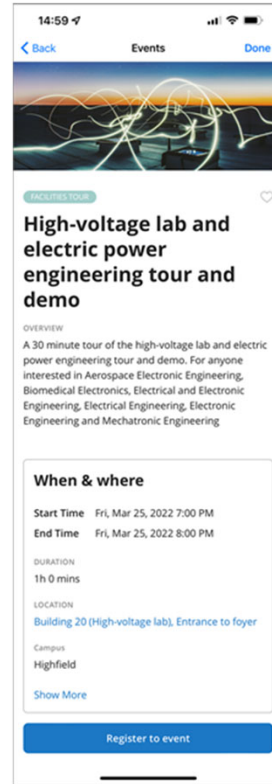 14:59
Back
Events
Done
FACILITIES TOUR
High-voltage lab and
electric power
engineering tour and
demo
OVERVIEW
A 30 minute tour of the high-voltage lab and electric
power engineering tour and demo. For anyone
interested in Aerospace Electronic Engineering,
Biomedical Electronics, Electrical and Electronic
Engineering, Electrical Engineering, Electronic
Engineering and Mechatronic Engineering
When & where
Start Time Fri, Mar 25, 2022 7:00 PM
End Time Fri, Mar 25, 2022 8:00 PM
DURATION
1h 0 mins
LOCATION
Building 20 (High-voltage lab), Entrance to foyer
Campus
Highfield
Show More
Register to event